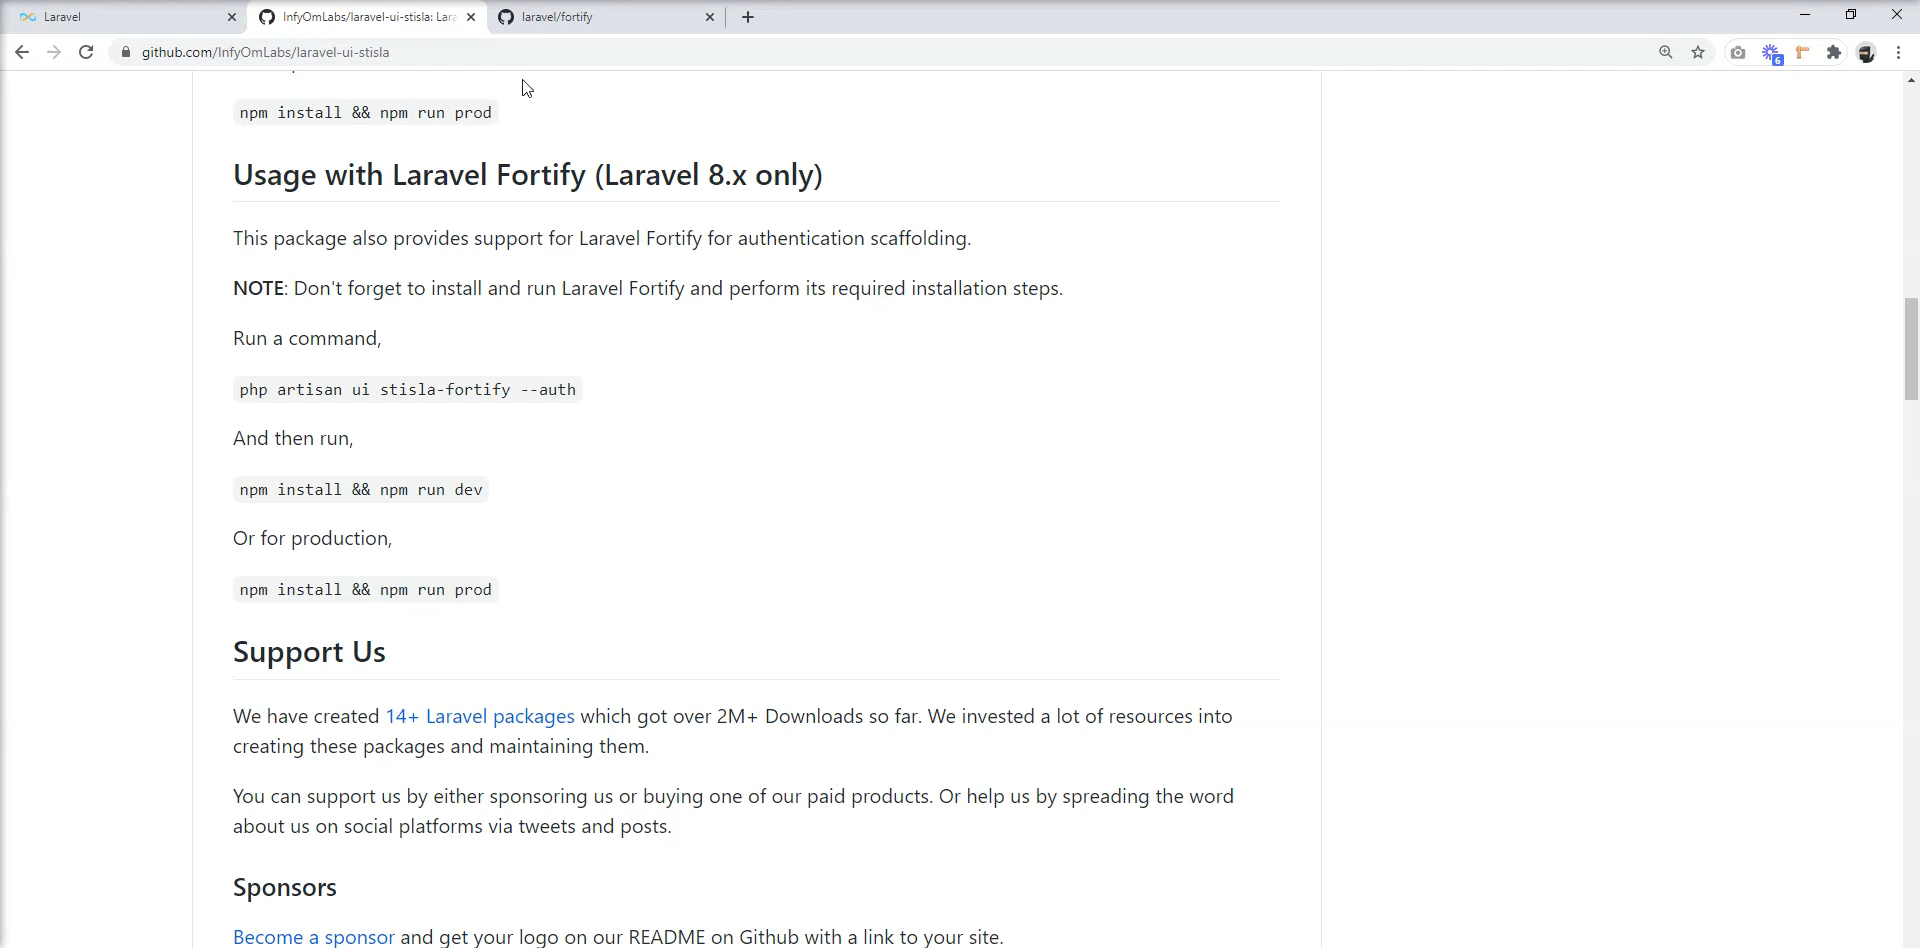 Laravel
InfyOmLabs/laravel-ui-stisla: Lara
laravel/fortify
github.com/InfyOmLabs/laravel-ui-stisla
6
npm install && npm run prod
Usage with Laravel Fortify (Laravel 8.x only)
This package also provides support for Laravel Fortify for authentication scaffolding.
NOTE: Don't forget to install and run Laravel Fortify and perform its required installation steps.
Run a command,
php artisan ui stisla-fortify --auth
And then run,
npm install && npm run dev
Or for production,
npm install && npm run prod
Support Us
We have created 14+ Laravel packages which got over 2M+ Downloads so far. We invested a lot of resources into
creating these packages and maintaining them.
You can support us by either sponsoring us or buying one of our paid products. Or help us by spreading the word
about us on social platforms via tweets and posts.
Sponsors
Become a sponsor and get your logo on our README on Github with a link to your site.